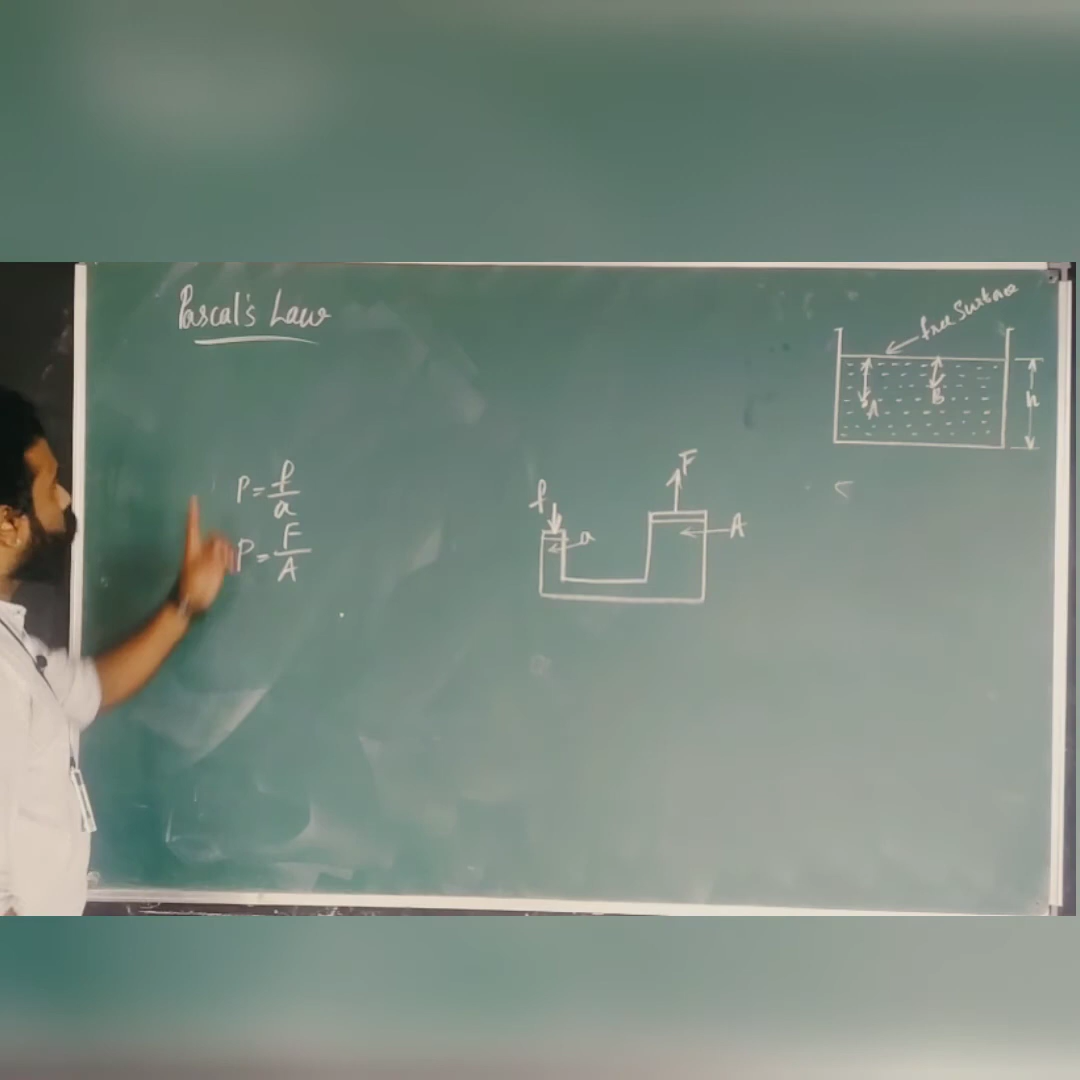 Pascal's Law
free Surface
A
B
h
P = f/a
P = F/A
f
a
F
A